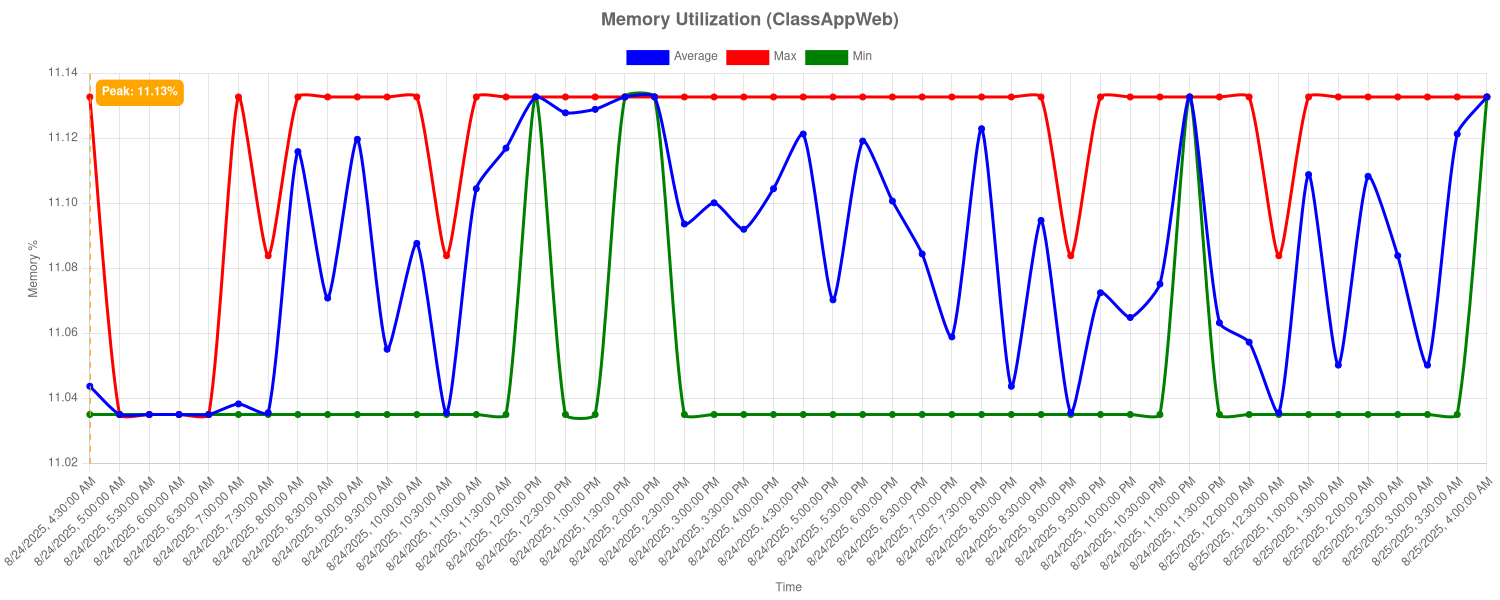 Memory Utilization (ClassAppWeb)
Average Max Min
Peak: 11.13%
11.14
11.12
11.10
11.08
11.06
11.04
11.02
Memory %
8/24/2025, 4:30:00 AM
8/24/2025, 5:00:00 AM
8/24/2025, 5:30:00 AM
8/24/2025, 6:00:00 AM
8/24/2025, 6:30:00 AM
8/24/2025, 7:00:00 AM
8/24/2025, 7:30:00 AM
8/24/2025, 8:00:00 AM
8/24/2025, 8:30:00 AM
8/24/2025, 9:00:00 AM
8/24/2025, 9:30:00 AM
8/24/2025, 10:00:00 AM
8/24/2025, 10:30:00 AM
8/24/2025, 11:00:00 AM
8/24/2025, 11:30:00 AM
8/24/2025, 12:00:00 PM
8/24/2025, 12:30:00 PM
8/24/2025, 1:00:00 PM
8/24/2025, 1:30:00 PM
8/24/2025, 2:00:00 PM
8/24/2025, 2:30:00 PM
8/24/2025, 3:00:00 PM
8/24/2025, 3:30:00 PM
8/24/2025, 4:00:00 PM
8/24/2025, 4:30:00 PM
8/24/2025, 5:00:00 PM
8/24/2025, 5:30:00 PM
8/24/2025, 6:00:00 PM
8/24/2025, 6:30:00 PM
8/24/2025, 7:00:00 PM
8/24/2025, 7:30:00 PM
8/24/2025, 8:00:00 PM
8/24/2025, 8:30:00 PM
8/24/2025, 9:00:00 PM
8/24/2025, 9:30:00 PM
8/24/2025, 10:00:00 PM
8/24/2025, 10:30:00 PM
8/24/2025, 11:00:00 PM
8/24/2025, 11:30:00 PM
8/25/2025, 12:00:00 AM
8/25/2025, 12:30:00 AM
8/25/2025, 1:00:00 AM
8/25/2025, 1:30:00 AM
8/25/2025, 2:00:00 AM
8/25/2025, 2:30:00 AM
8/25/2025, 3:00:00 AM
8/25/2025, 3:30:00 AM
8/25/2025, 4:00:00 AM
Time